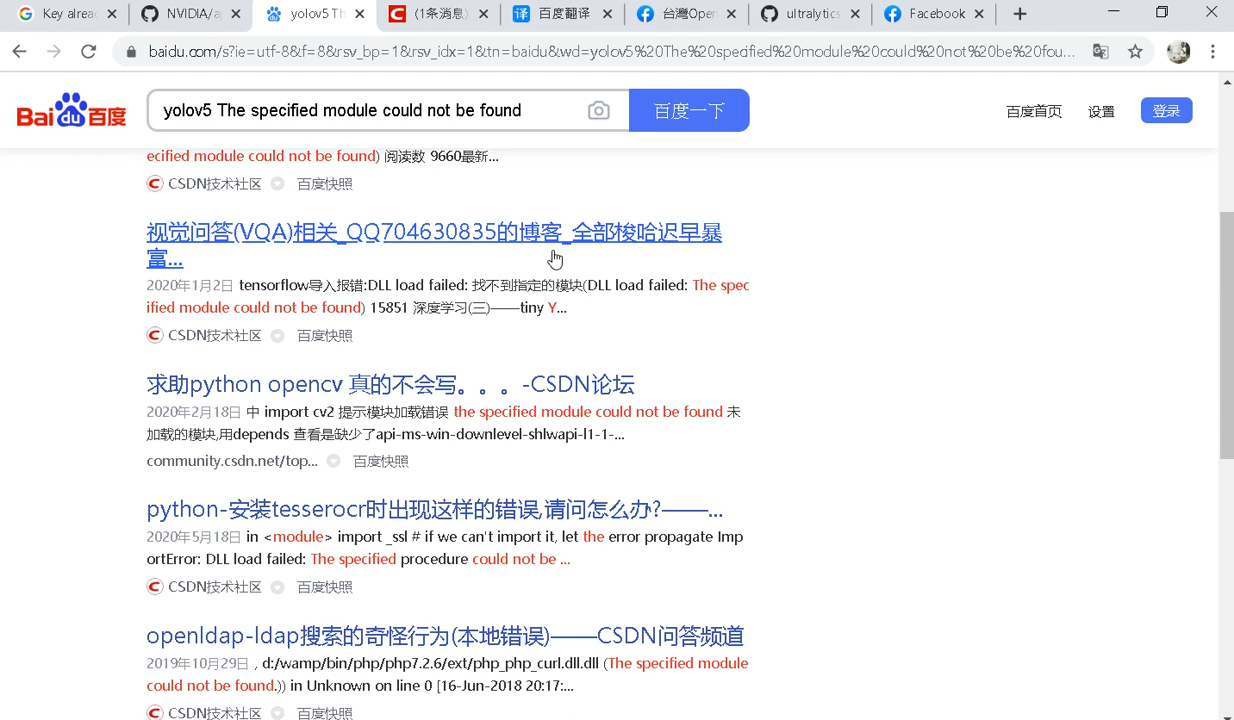 Key alrea
NVIDIA/a
yolov5 Th
(1条消息)
百度翻译
台灣Open
ultralytics
Facebook
baidu.com/s?ie=utf-8&f=8&rsv_bp=1&rsv_idx=1&tn=baidu&wd=yolov5%20The%20specified%20module%20could%20not%20be%20fou...
Bai百度
yolov5 The specified module could not be found
百度一下
百度首页
设置
登录
ecified module could not be found) 阅读数 9660最新...
CSDN技术社区 百度快照
视觉问答(VQA)相关_QQ704630835的博客_全部梭哈迟早暴
富...
2020年1月2日 tensorflow导入报错:DLL load failed: 找不到指定的模块(DLL load failed: The spec
ified module could not be found) 15851 深度学习(三)——tiny Y...
CSDN技术社区 百度快照
求助python opencv 真的不会写。。。-CSDN论坛
2020年2月18日 中 import cv2 提示模块加载错误 the specified module could not be found 未
加载的模块,用depends 查看是缺少了api-ms-win-downlevel-shlwapi-l1-1-...
community.csdn.net/top... 百度快照
python-安装tesserocr时出现这样的错误,请问怎么办?——...
2020年5月18日 in <module> import _ssl # if we can't import it, let the error propagate Imp
ortError: DLL load failed: The specified procedure could not be ...
CSDN技术社区 百度快照
openldap-ldap搜索的奇怪行为(本地错误)——CSDN问答频道
2019年10月29日 , d:/wamp/bin/php/php7.2.6/ext/php_php_curl.dll.dll (The specified module
could not be found.)) in Unknown on line 0 [16-Jun-2018 20:17:...
CSDN技术社区 百度快照